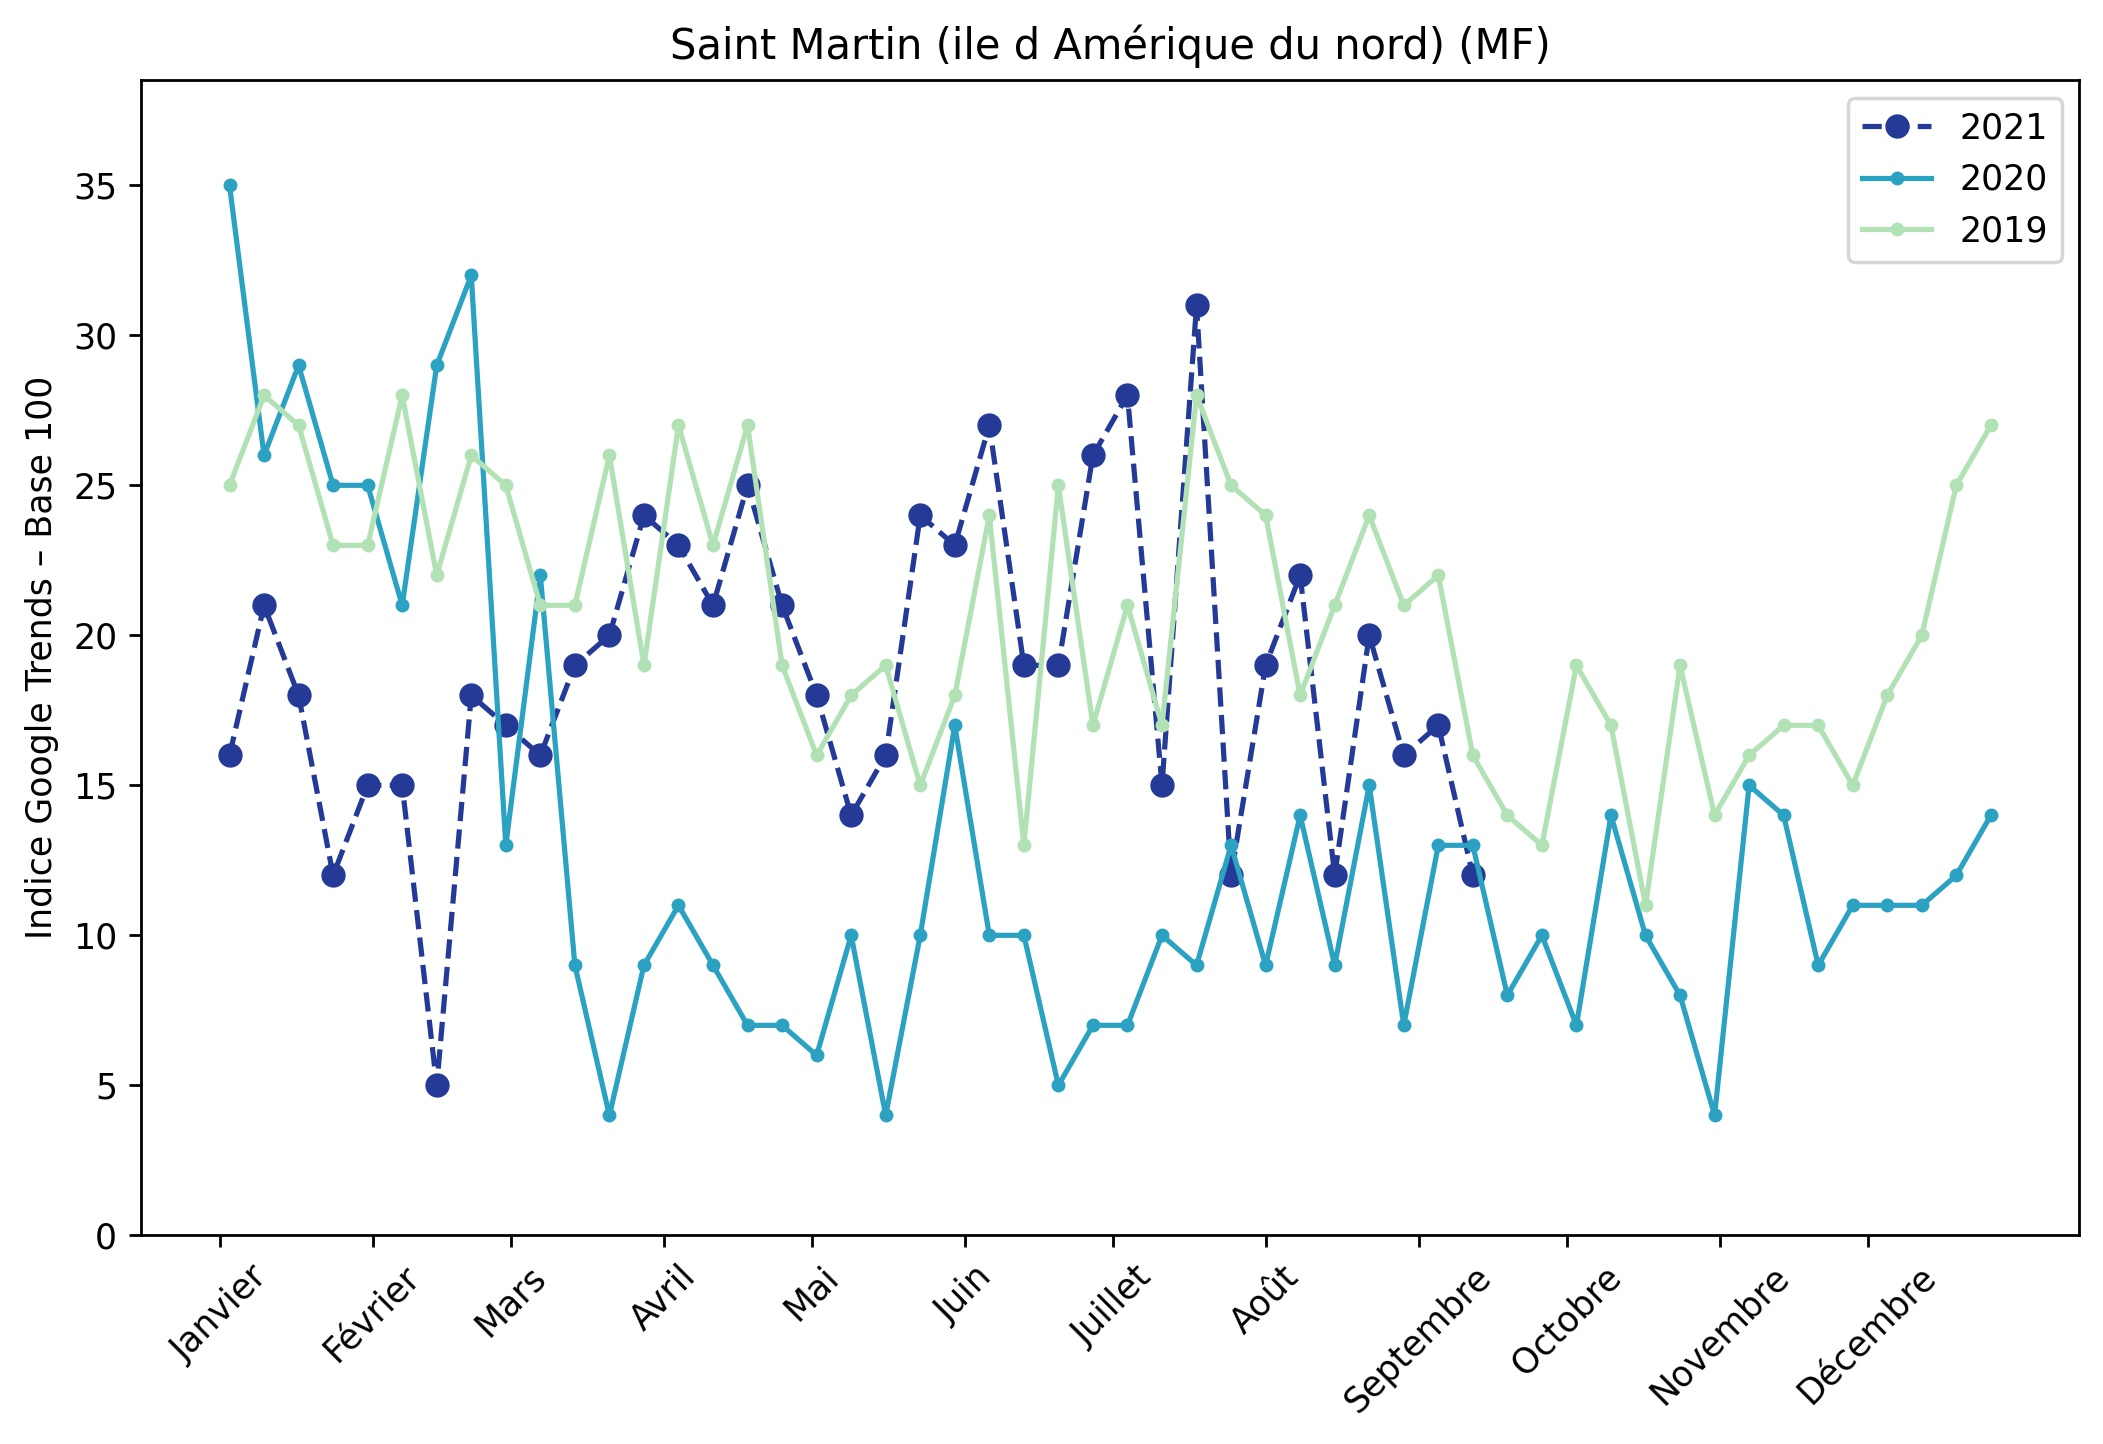 Saint Martin (ile d Amérique du nord) (MF)
Indice Google Trends – Base 100
35
30
25
20
15
10
5
0
2021
2020
2019
Janvier
Février
Mars
Avril
Mai
Juin
Juillet
Août
Septembre
Octobre
Novembre
Décembre